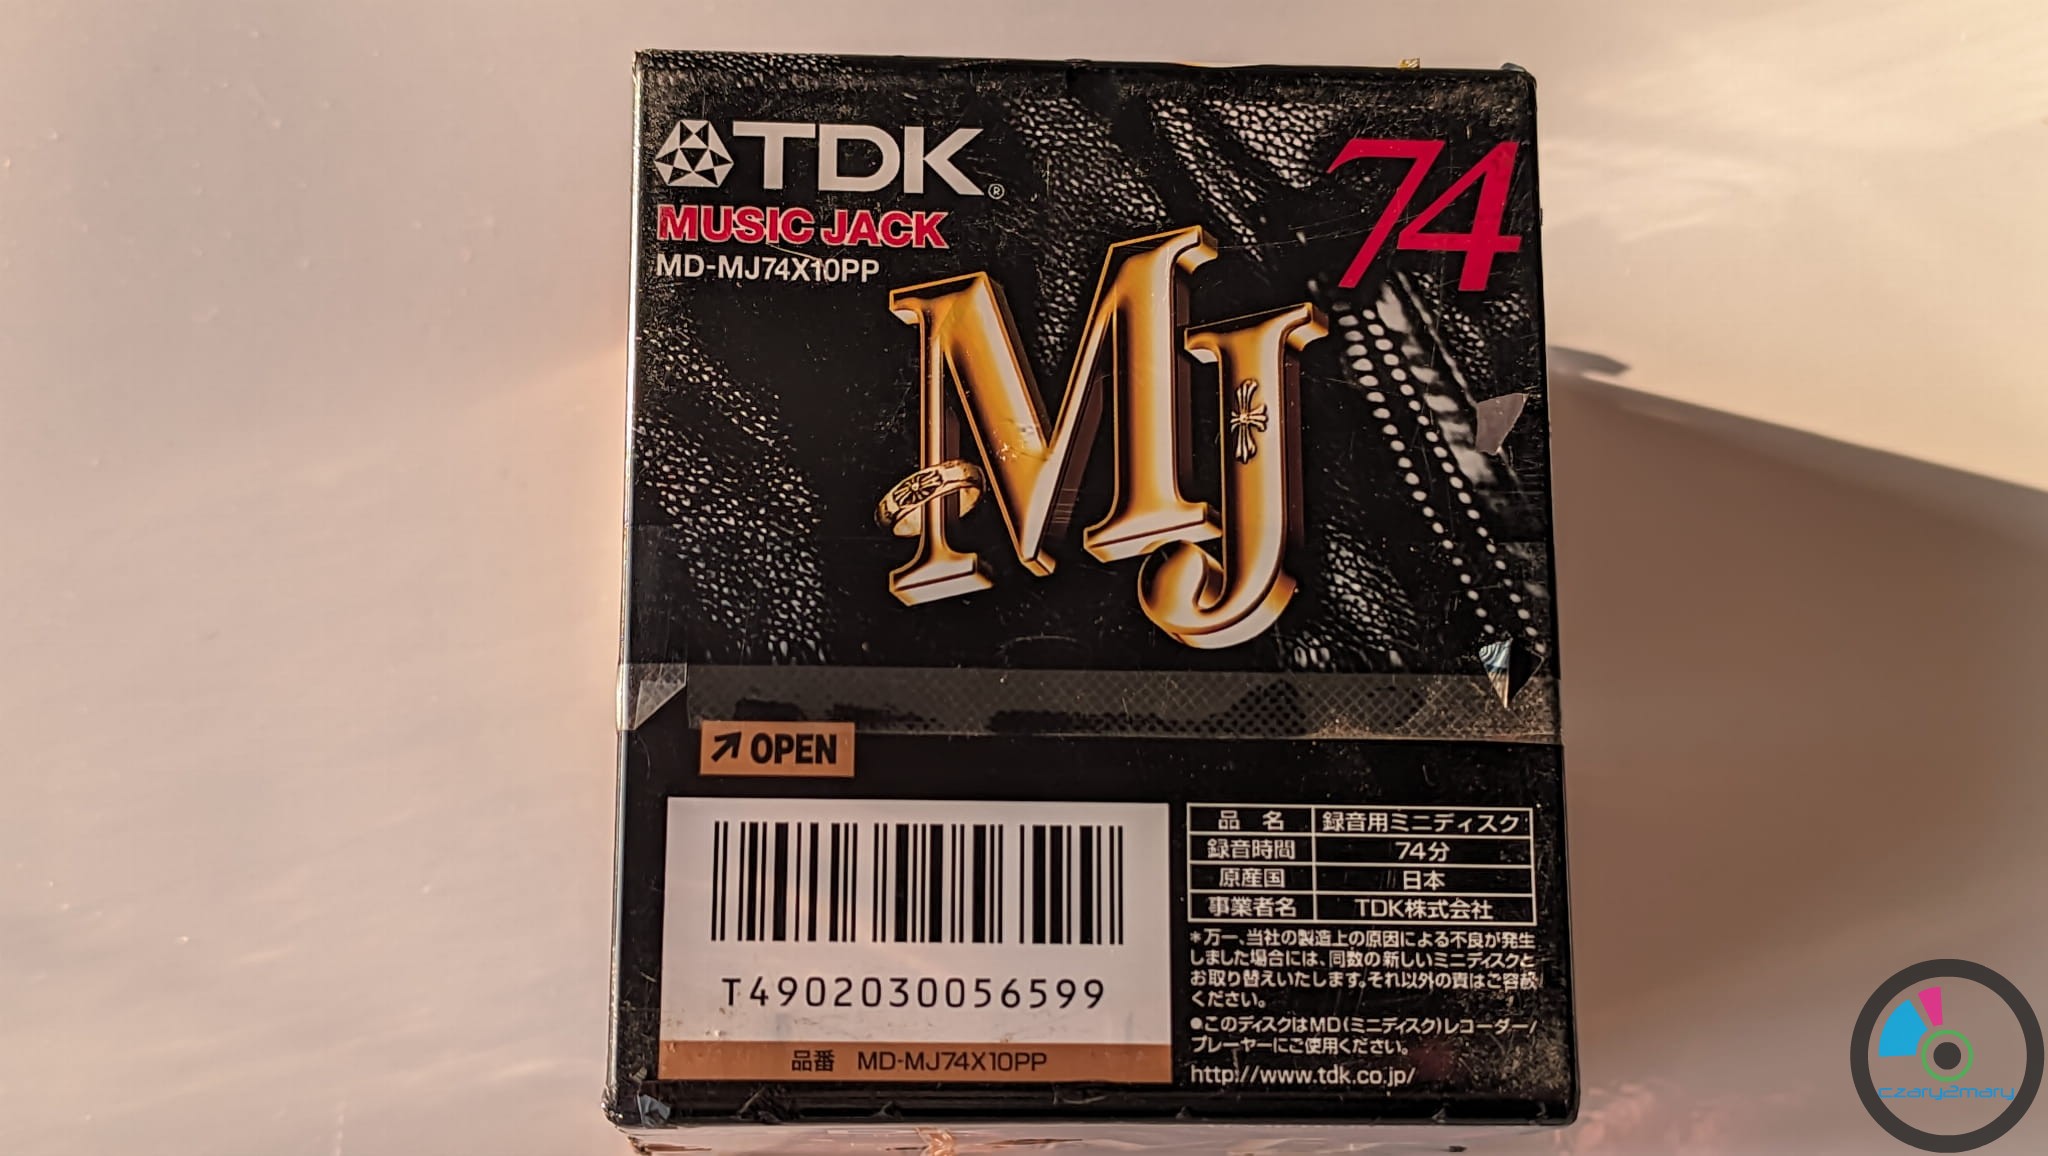 TDK®
74
MUSIC JACK
MD-MJ74X10PP
MJ
OPEN
T4902030056599
品番 MD-MJ74X10PP
品 名 録音用ミニディスク
録音時間 74分
原産国 日本
事業者名 TDK株式会社
*万一、当社の製造上の原因による不良が発生
しました場合には、同数の新しいミニディスクと
お取り替えいたします。それ以外の責はご容赦
ください。
●このディスクはMD(ミニディスク)レコーダー/
プレーヤーにご使用ください。
http://www.tdk.co.jp/
czary2mary